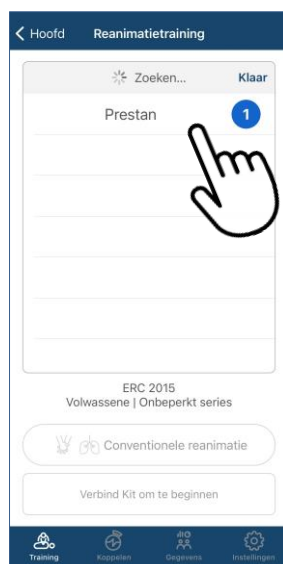 Hoofd Reanimatietraining
Zoeken... Klaar
Prestan 1
ERC 2015
Volwassene | Onbeperkt series
Conventionele reanimatie
Verbind Kit om te beginnen
Training Koppelen Gegevens Instellingen